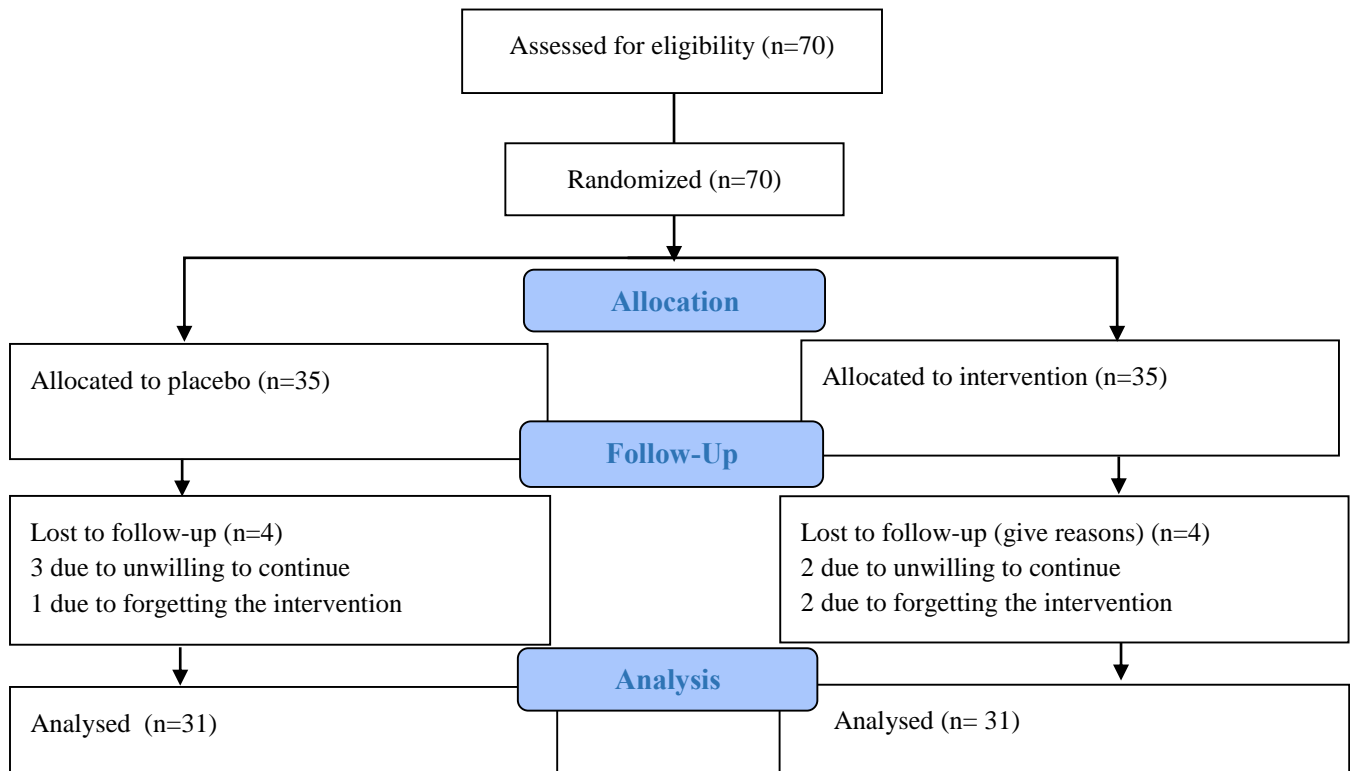 Assessed for eligibility (n=70)
Randomized (n=70)
Allocation
Allocated to placebo (n=35)
Allocated to intervention (n=35)
Follow-Up
Lost to follow-up (n=4)
3 due to unwilling to continue
1 due to forgetting the intervention
Lost to follow-up (give reasons) (n=4)
2 due to unwilling to continue
2 due to forgetting the intervention
Analysis
Analysed  (n=31)
Analysed (n= 31)